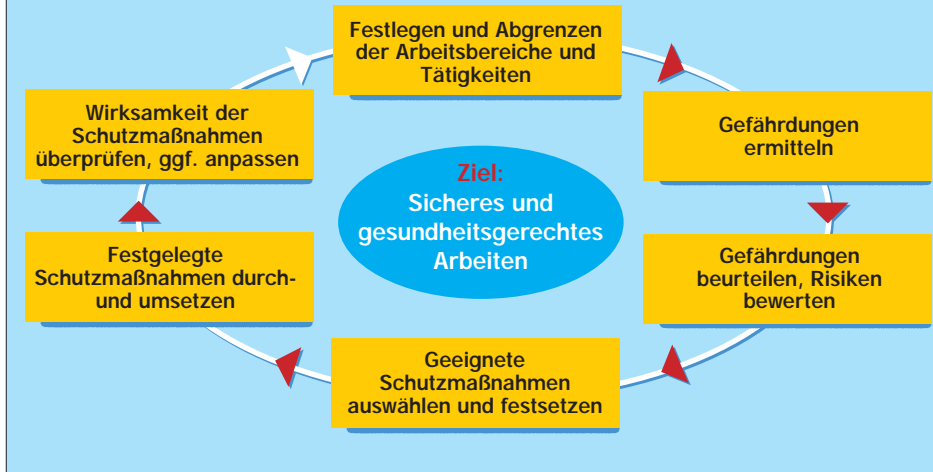 Festlegen und Abgrenzen
der Arbeitsbereiche und
Tätigkeiten
Gefährdungen
ermitteln
Gefährdungen
beurteilen, Risiken
bewerten
Geeignete
Schutzmaßnahmen
auswählen und festsetzen
Festgelegte
Schutzmaßnahmen durch-
und umsetzen
Wirksamkeit der
Schutzmaßnahmen
überprüfen, ggf. anpassen
Ziel:
Sicheres und
gesundheitsgerechtes
Arbeiten